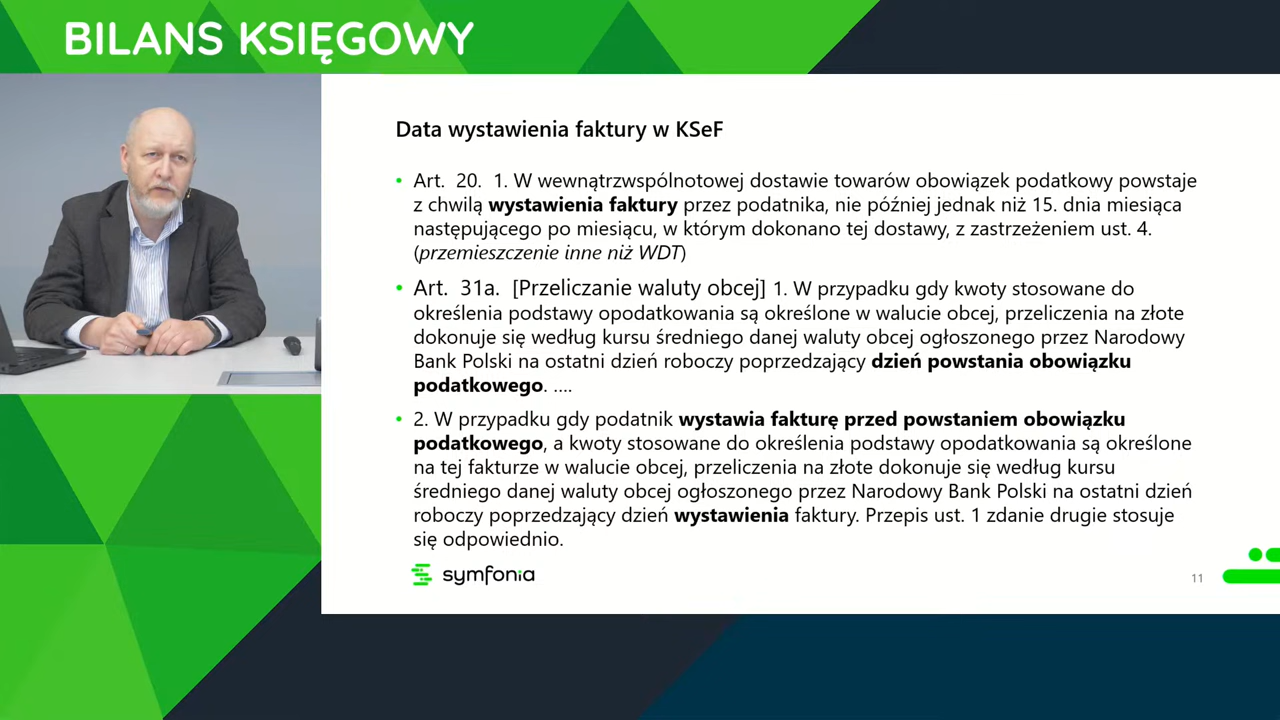 BILANS KSIĘGOWY
Data wystawienia faktury w KSeF
• Art. 20. 1. W wewnątrzwspólnotowej dostawie towarów obowiązek podatkowy powstaje
z chwilą wystawienia faktury przez podatnika, nie później jednak niż 15. dnia miesiąca
następującego po miesiącu, w którym dokonano tej dostawy, z zastrzeżeniem ust. 4.
(przemieszczenie inne niż WDT)
• Art. 31a. [Przeliczanie waluty obcej] 1. W przypadku gdy kwoty stosowane do
określenia podstawy opodatkowania są określone w walucie obcej, przeliczenia na złote
dokonuje się według kursu średniego danej waluty obcej ogłoszonego przez Narodowy
Bank Polski na ostatni dzień roboczy poprzedzający dzień powstania obowiązku
podatkowego. ....
• 2. W przypadku gdy podatnik wystawia fakturę przed powstaniem obowiązku
podatkowego, a kwoty stosowane do określenia podstawy opodatkowania są określone
na tej fakturze w walucie obcej, przeliczenia na złote dokonuje się według kursu
średniego danej waluty obcej ogłoszonego przez Narodowy Bank Polski na ostatni dzień
roboczy poprzedzający dzień wystawienia faktury. Przepis ust. 1 zdanie drugie stosuje
się odpowiednio.
symfonia
11